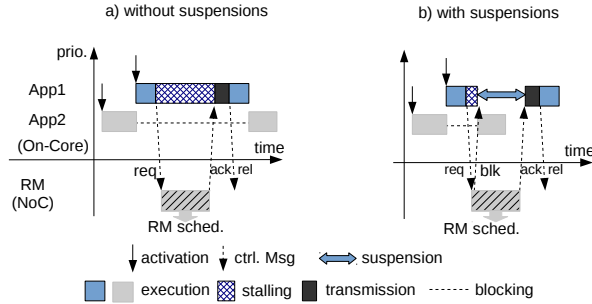 a) without suspensions
b) with suspensions
prio.
App1
App2
(On-Core)
time
req
ack
rel
RM
(NoC)
RM sched.
prio.
time
req
blk
ack
rel
RM sched.
activation
ctrl. Msg
suspension
execution
stalling
transmission
blocking